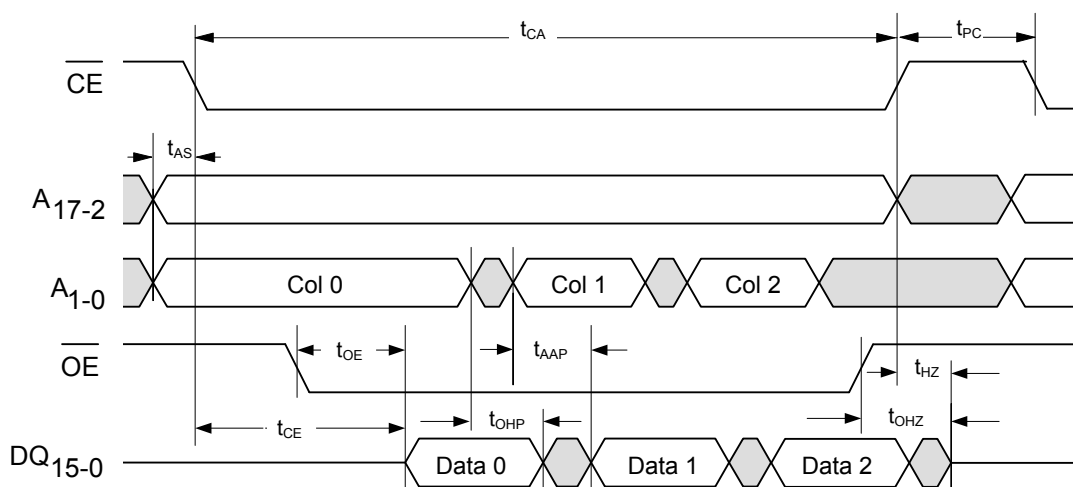 tCA
tPC
CE
tAS
A17-2
A1-0
Col 0
Col 1
Col 2
OE
tOE
tAAP
tHZ
tCE
tOHP
tOHZ
DQ15-0
Data 0
Data 1
Data 2